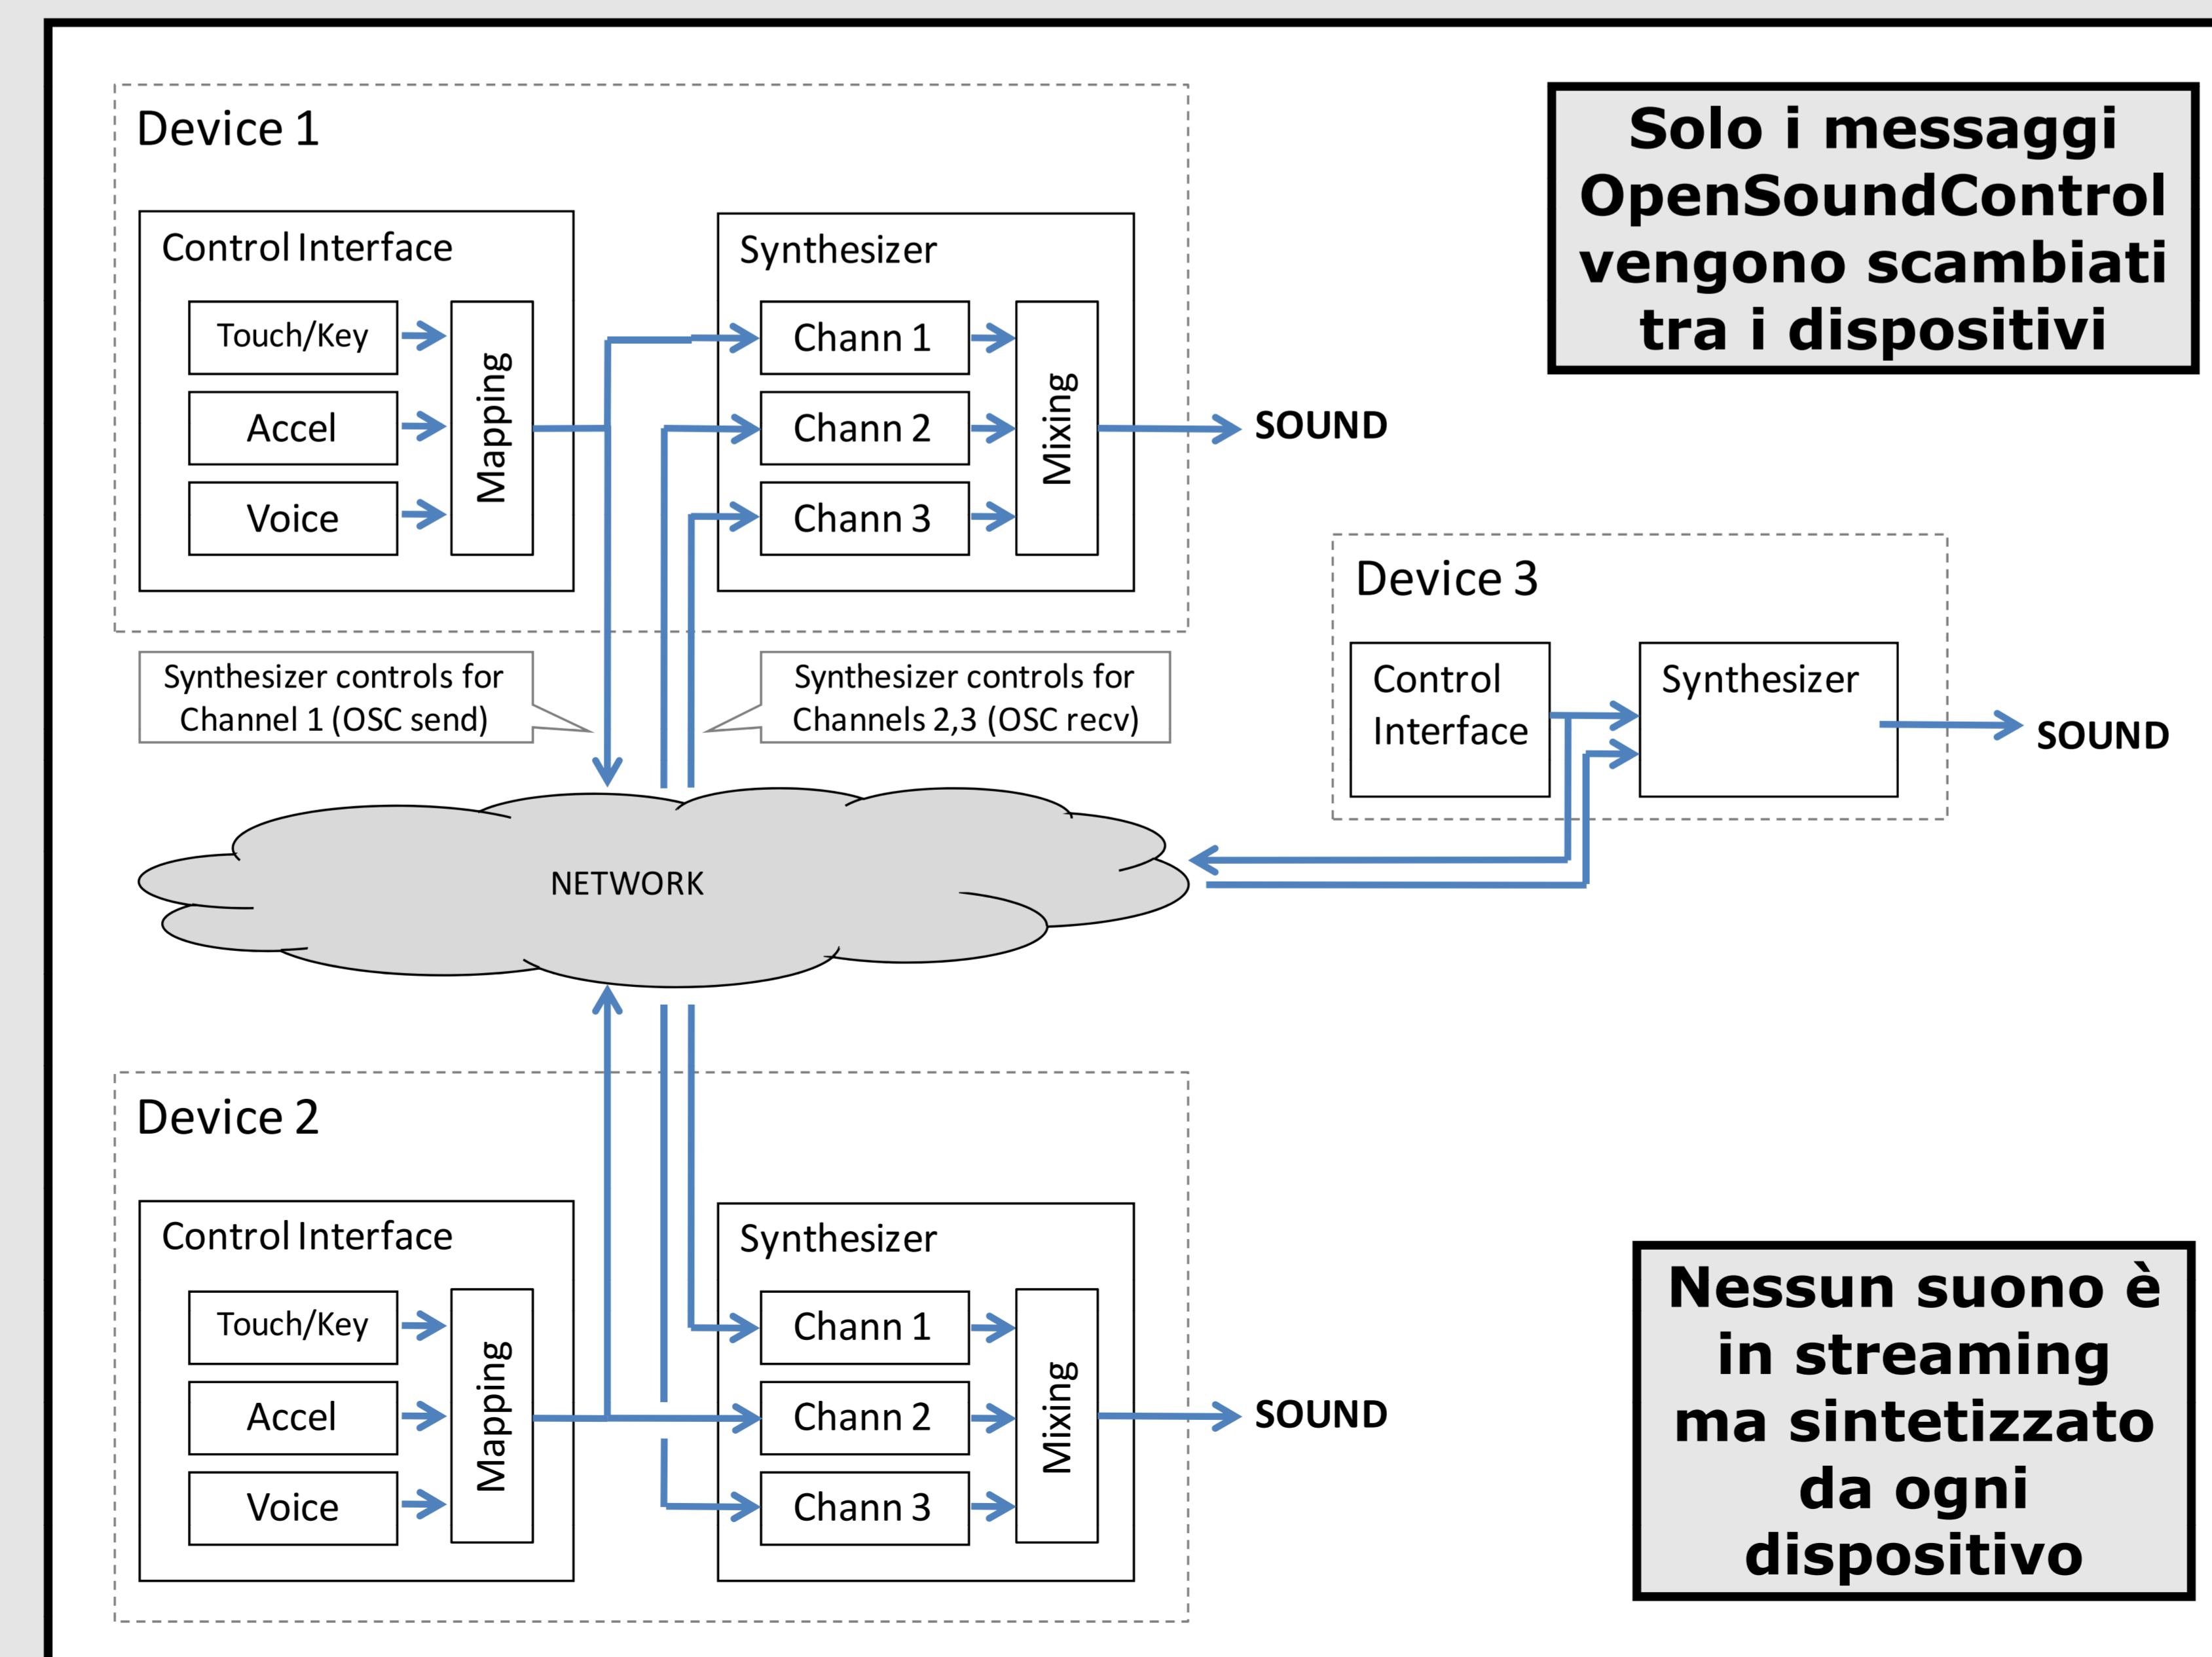 Device 1
Control Interface
Touch/Key
Accel
Voice
Mapping
Synthesizer
Chann 1
Chann 2
Chann 3
Mixing
SOUND
Solo i messaggi
OpenSoundControl
vengono scambiati
tra i dispositivi
Synthesizer controls for
Channel 1 (OSC send)
Synthesizer controls for
Channels 2,3 (OSC recv)
Device 3
Control
Interface
Synthesizer
SOUND
NETWORK
Device 2
Control Interface
Touch/Key
Accel
Voice
Mapping
Synthesizer
Chann 1
Chann 2
Chann 3
Mixing
SOUND
Nessun suono è
in streaming
ma sintetizzato
da ogni
dispositivo